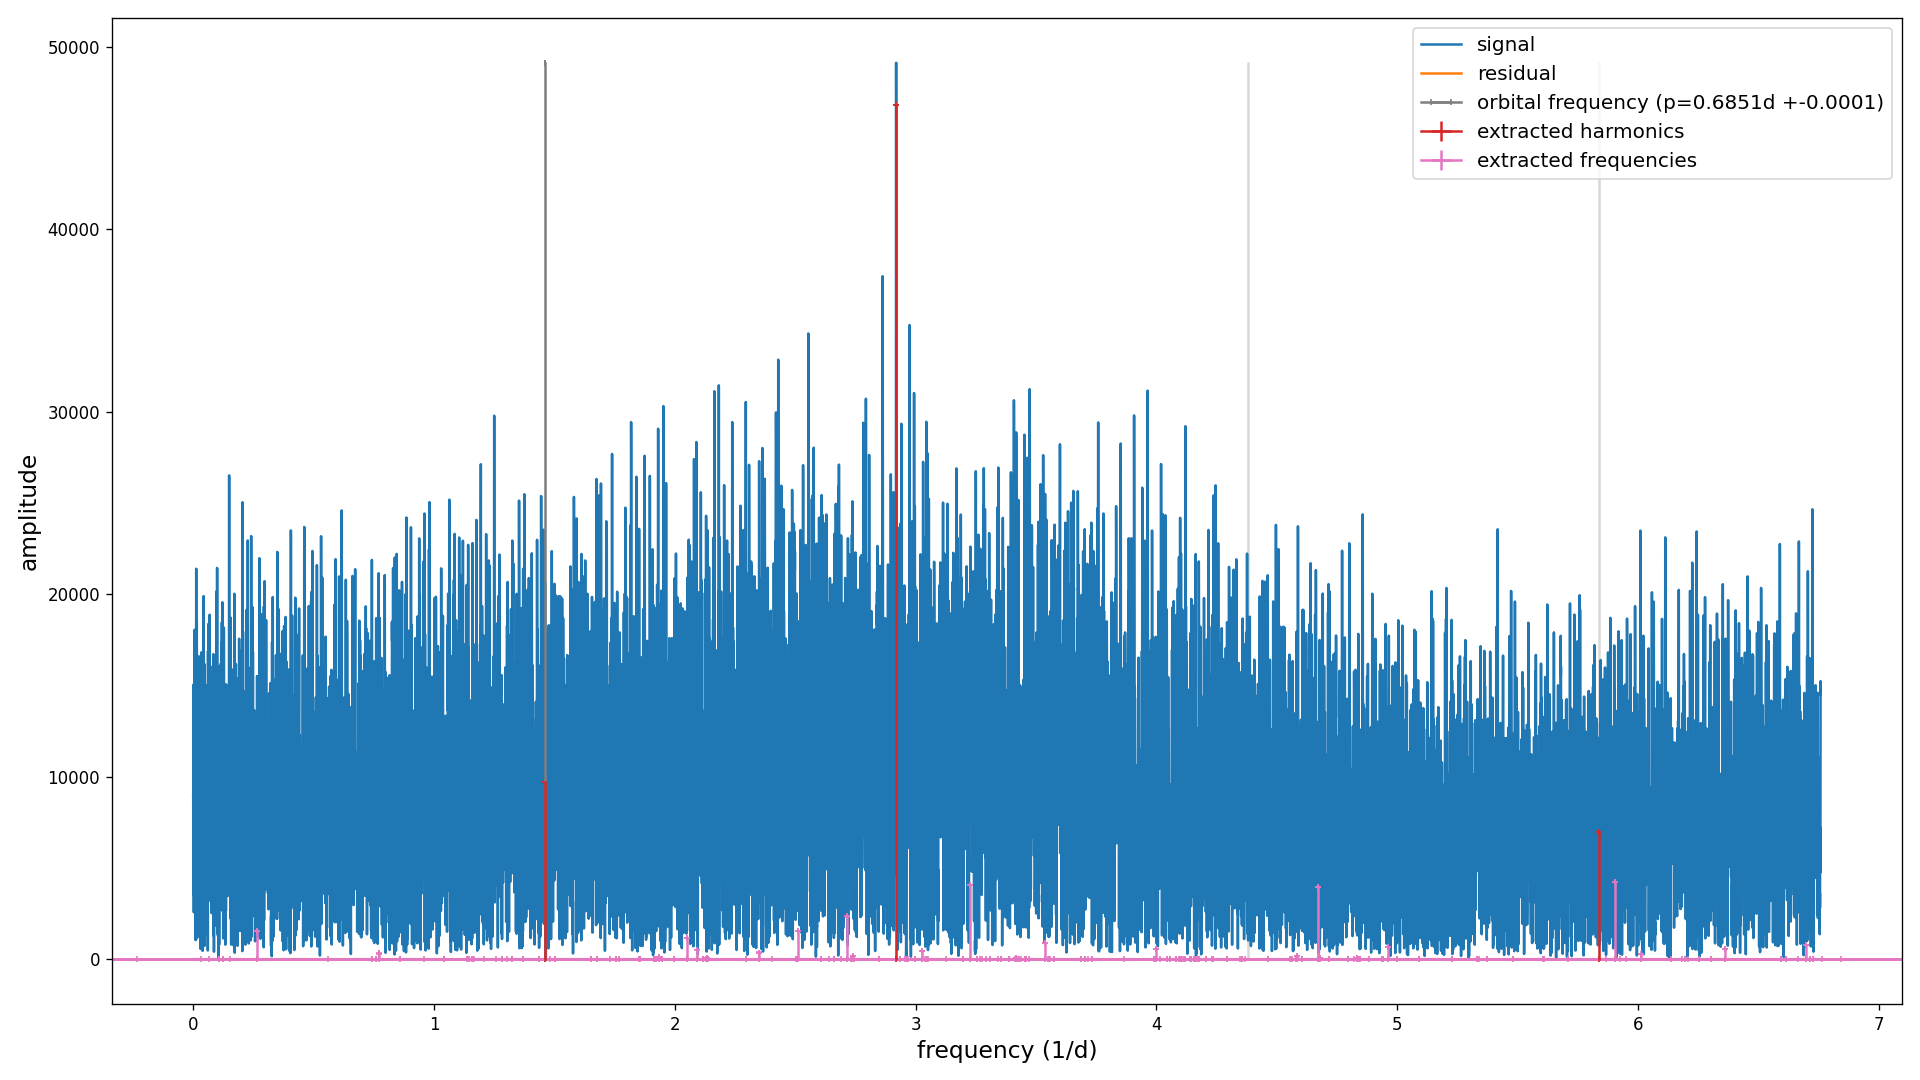 50000
40000
30000
20000
10000
0
amplitude
signal
residual
orbital frequency (p=0.6851d +-0.0001)
extracted harmonics
extracted frequencies
0 1 2 3 4 5 6 7
frequency (1/d)